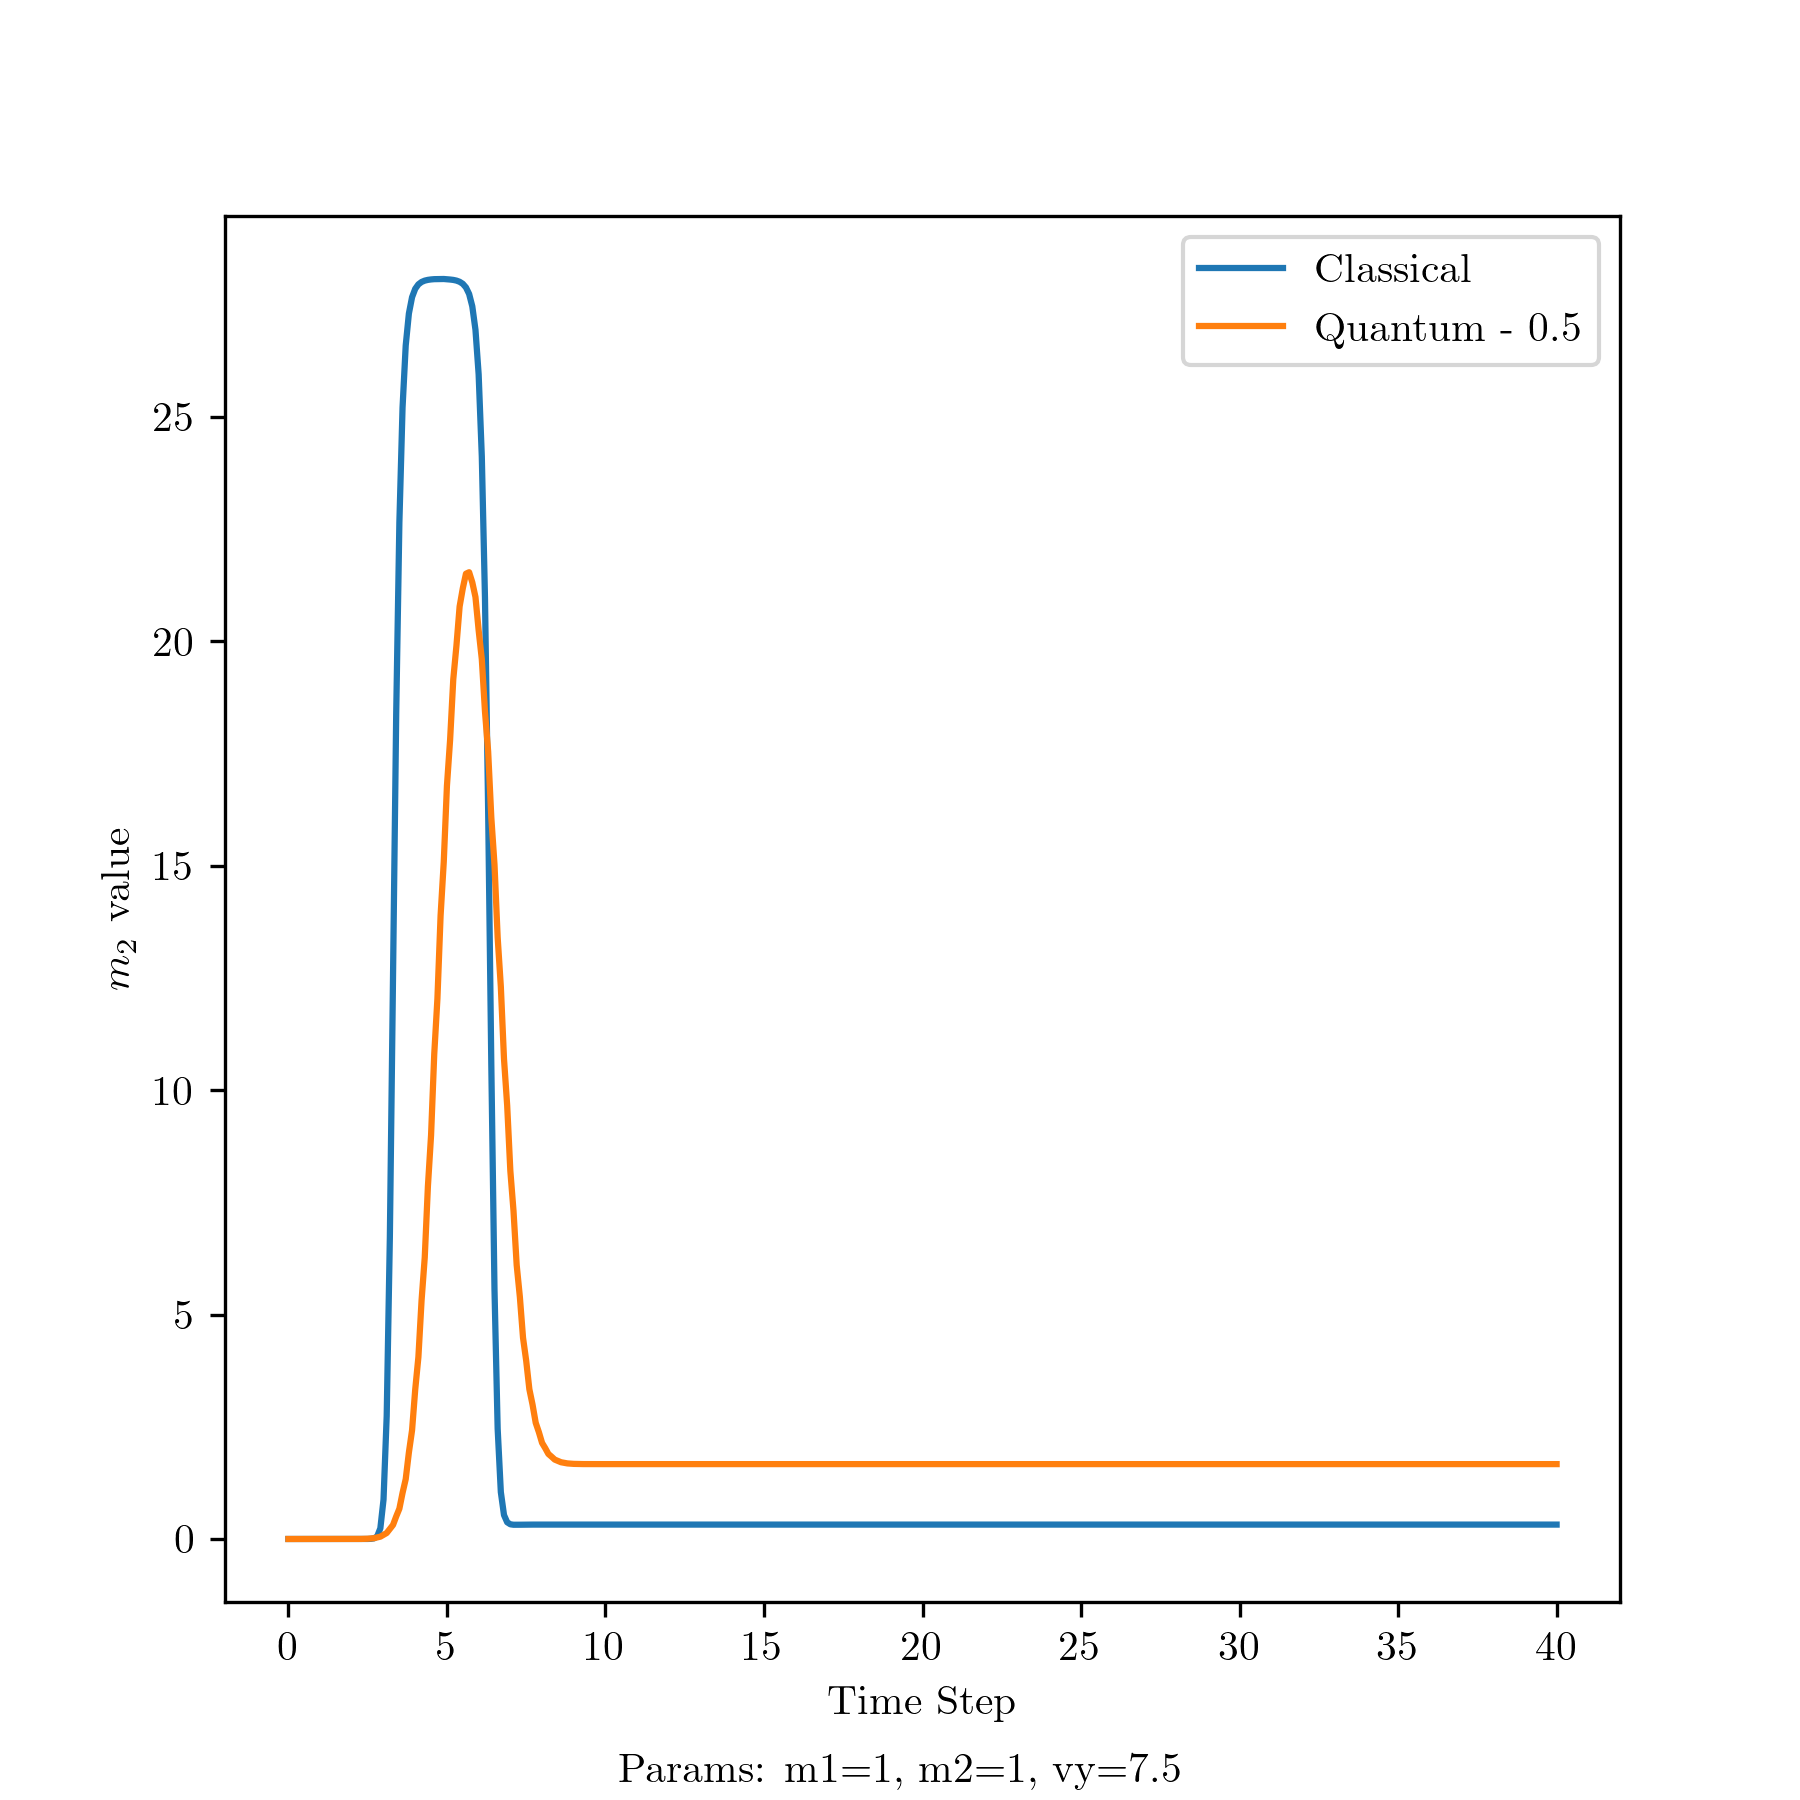 Classical
Quantum - 0.5
25
20
15
10
5
0
m₂ value
0 5 10 15 20 25 30 35 40
Time Step
Params: m1=1, m2=1, vy=7.5